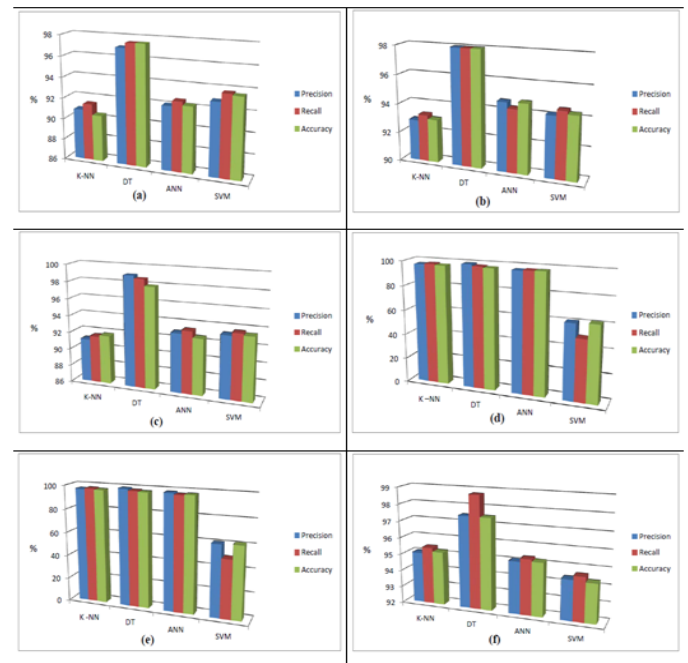 98
96
94
92
90
88
86
%
K-NN
DT
ANN
SVM
Precision
Recall
Accuracy
(a)
98
96
94
92
90
%
K-NN
DT
ANN
SVM
Precision
Recall
Accuracy
(b)
100
98
96
94
92
90
88
86
%
K-NN
DT
ANN
SVM
Precision
Recall
Accuracy
(c)
100
80
60
40
20
0
%
K –NN
DT
ANN
SVM
Precision
Recall
Accuracy
(d)
100
80
60
40
20
0
%
K -NN
DT
ANN
SVM
Precision
Recall
Accuracy
(e)
99
98
97
96
95
94
93
92
%
K-NN
DT
ANN
SVM
Precision
Recall
Accuracy
(f)